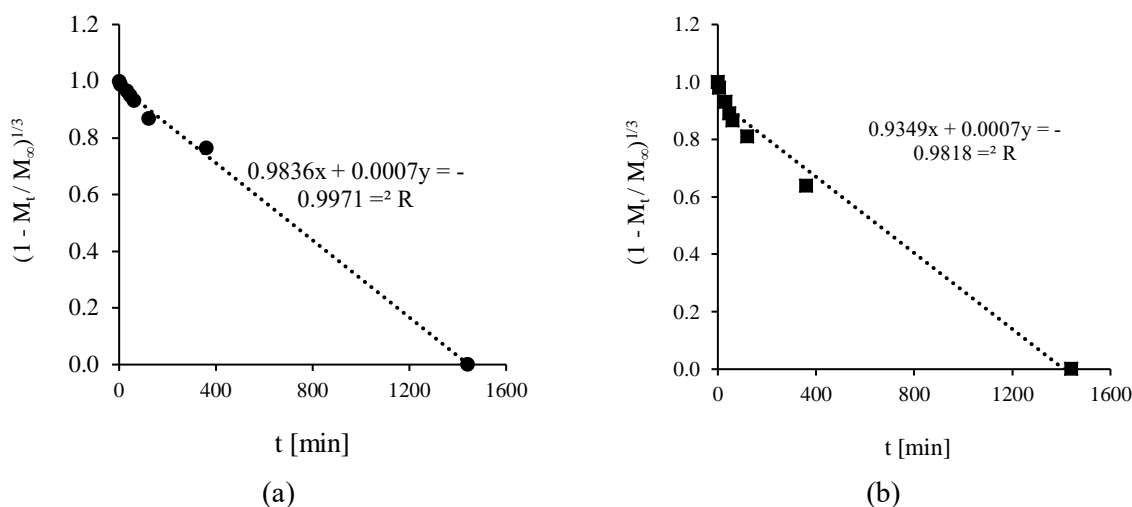 1.2
1.0
0.8
0.6
0.4
0.2
0.0
(1 - Mt / M∞)1/3
0.9836x + 0.0007y = -
0.9971 =² R
0 400 800 1200 1600
t [min]
(a)
1.2
1.0
0.8
0.6
0.4
0.2
0.0
(1 - Mt / M∞)1/3
0.9349x + 0.0007y = -
0.9818 =² R
0 400 800 1200 1600
t [min]
(b)